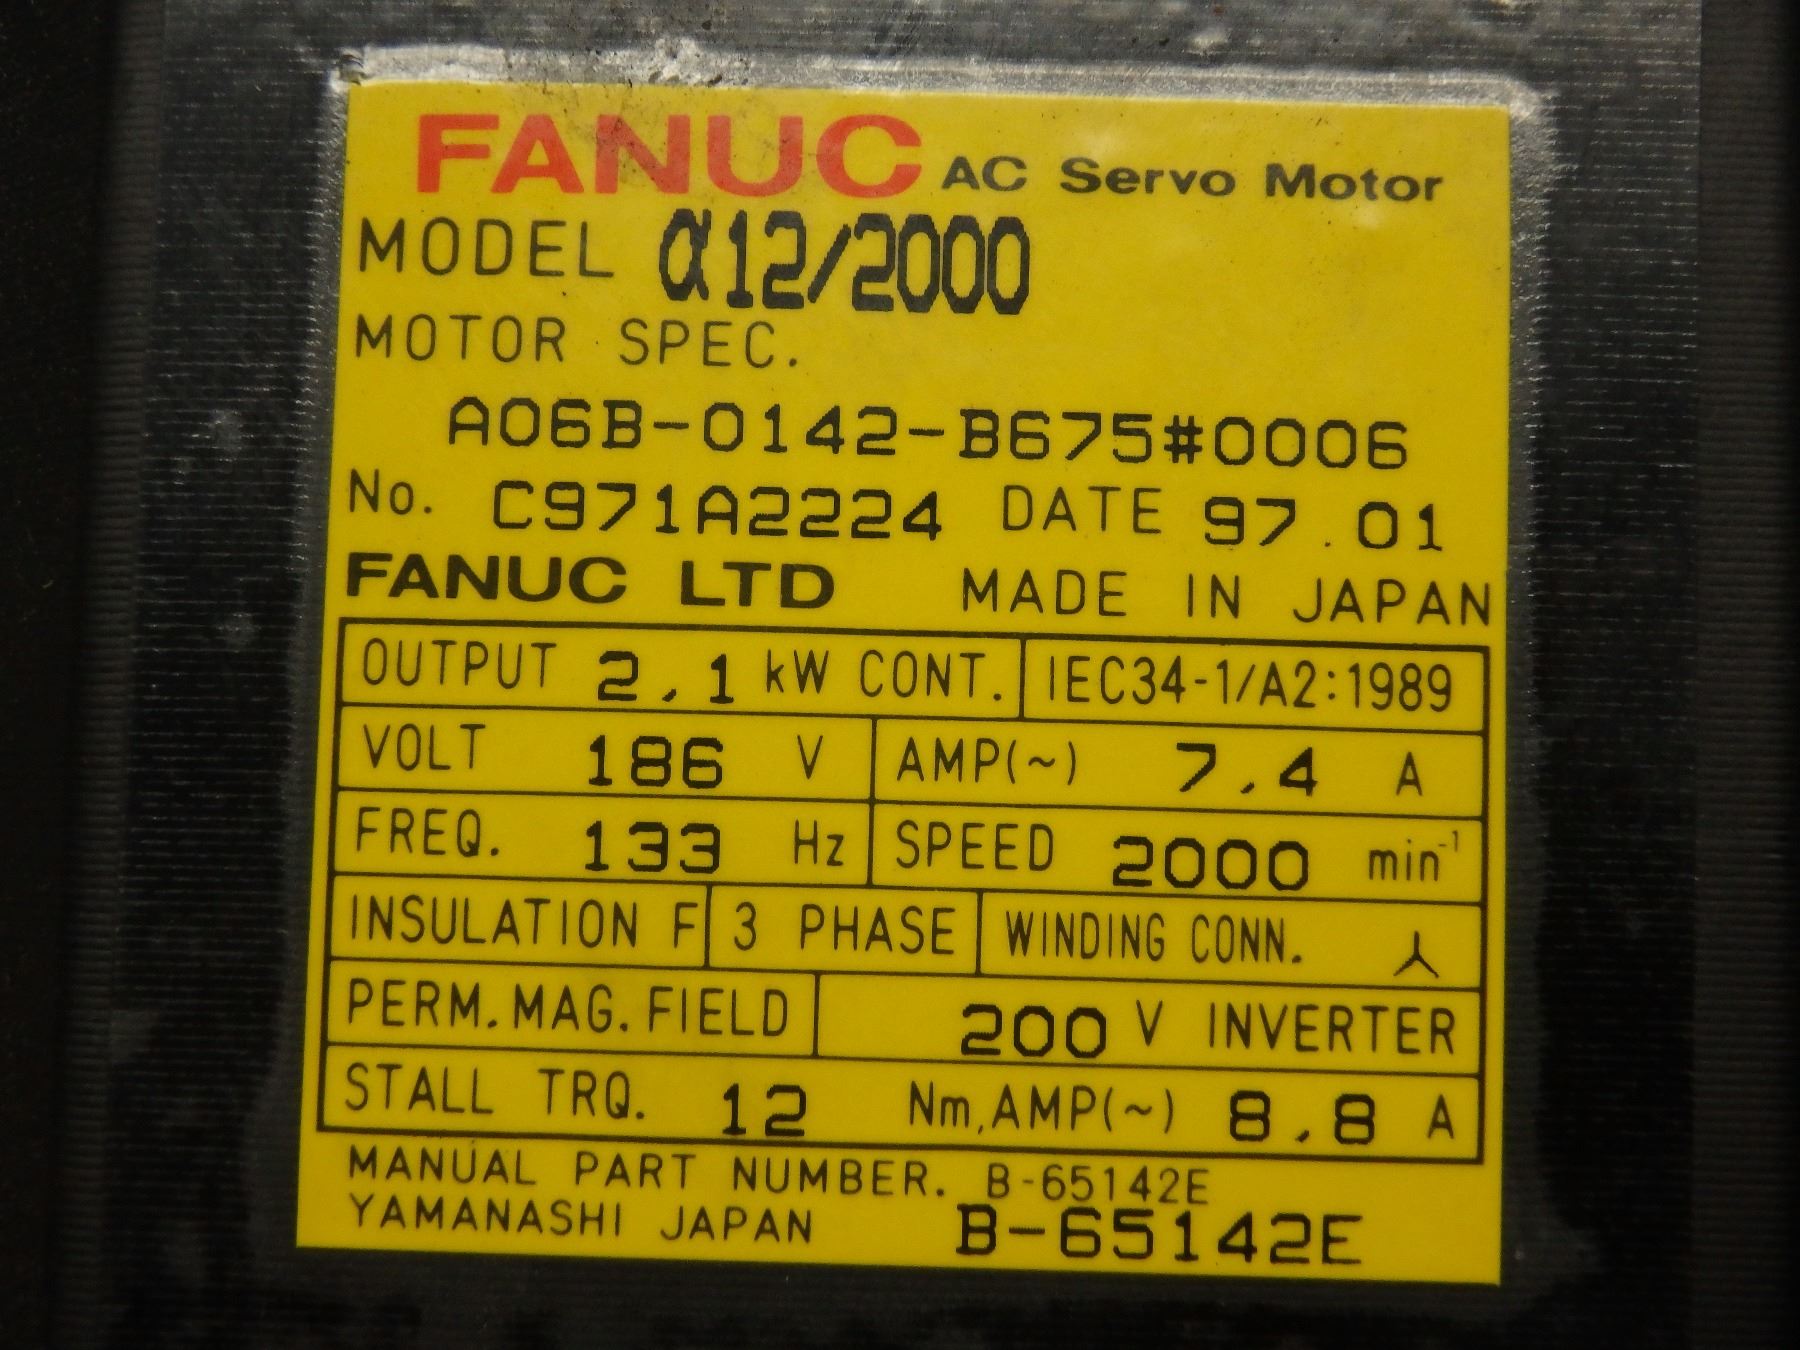 FANUC AC Servo Motor
MODEL α12/2000
MOTOR SPEC.
A06B-0142-B675#0006
No. C971A2224 DATE 97.01
FANUC LTD MADE IN JAPAN
OUTPUT 2.1 kW CONT. IEC34-1/A2:1989
VOLT 186 V AMP(~) 7.4 A
FREQ. 133 Hz SPEED 2000 min⁻¹
INSULATION F 3 PHASE WINDING CONN.
PERM. MAG. FIELD 200 V INVERTER
STALL TRQ. 12 Nm, AMP(~) 8.8 A
MANUAL PART NUMBER. B-65142E
YAMANASHI JAPAN B-65142E